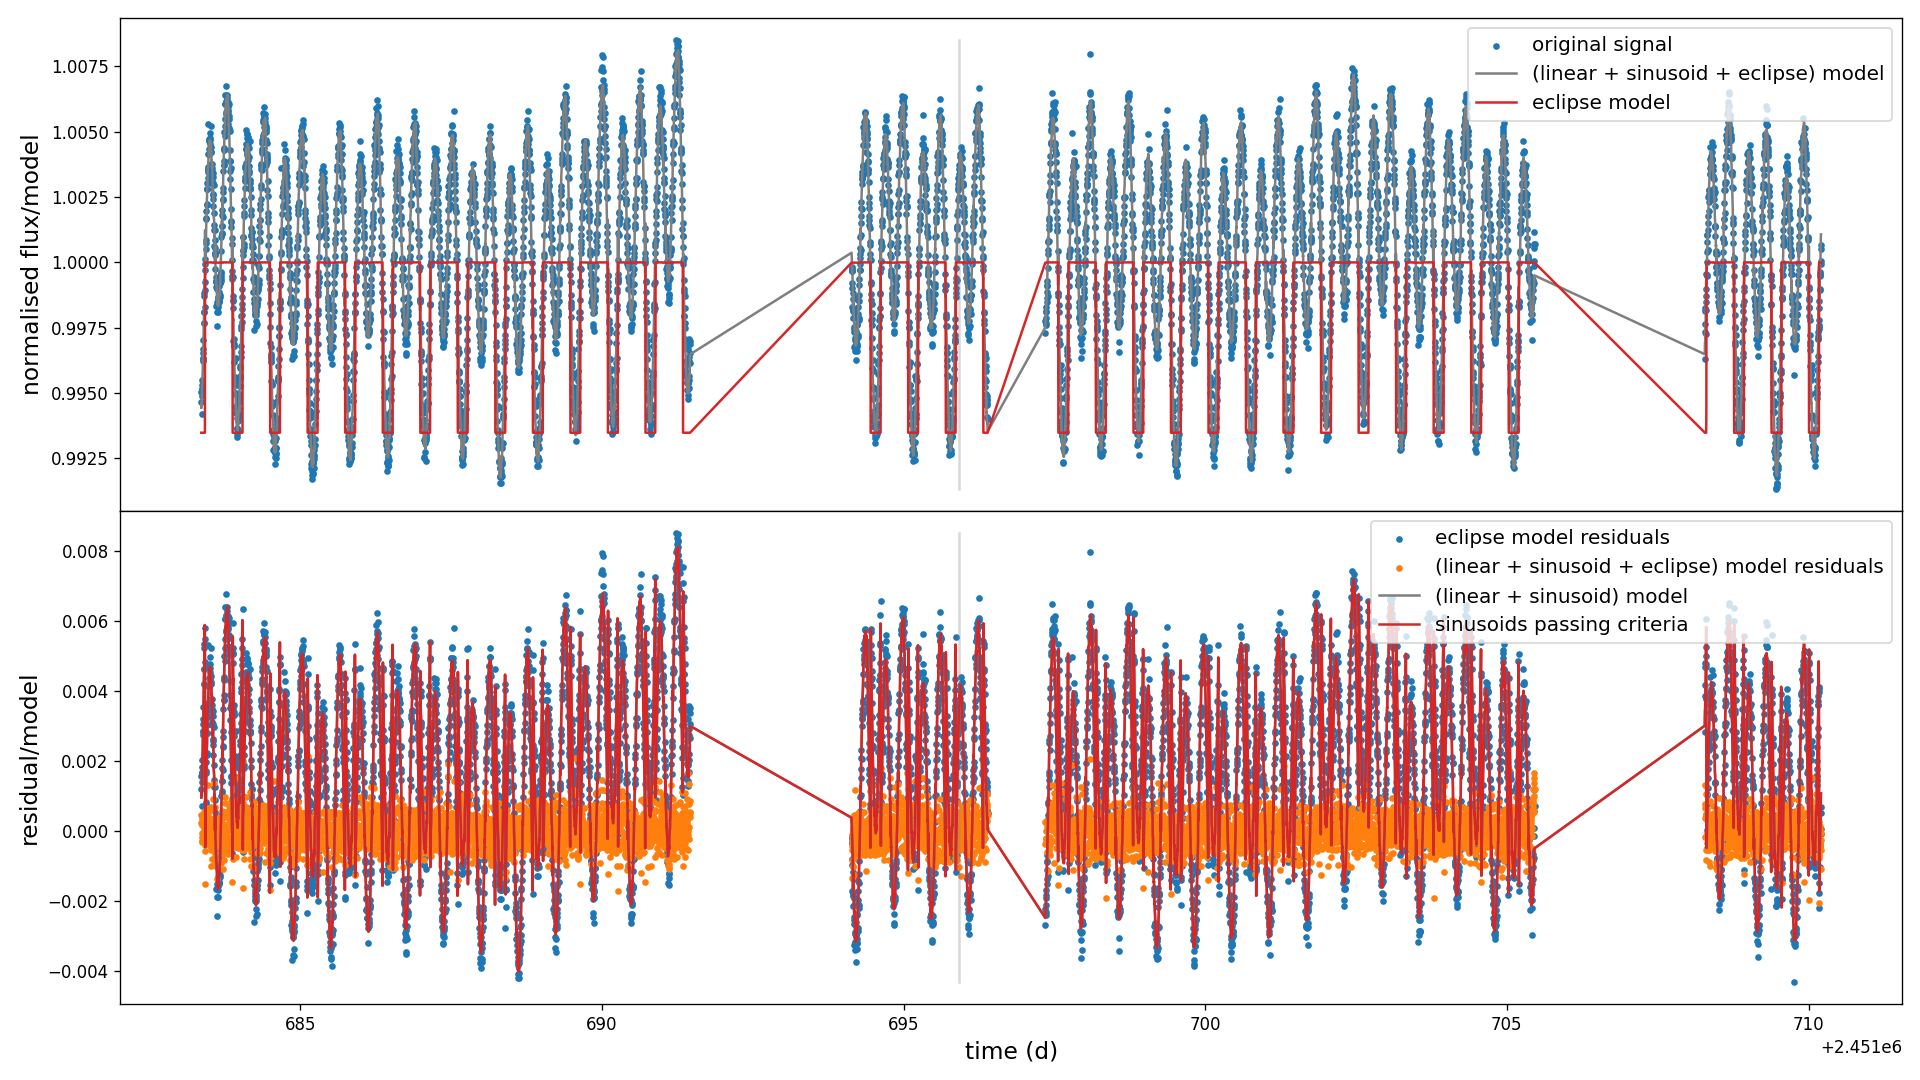 original signal
(linear + sinusoid + eclipse) model
eclipse model
1.0075
1.0050
1.0025
1.0000
0.9975
0.9950
0.9925
normalised flux/model
eclipse model residuals
(linear + sinusoid + eclipse) model residuals
(linear + sinusoid) model
sinusoids passing criteria
0.008
0.006
0.004
0.002
0.000
−0.002
−0.004
residual/model
685 690 695 700 705 710
+2.451e6
time (d)